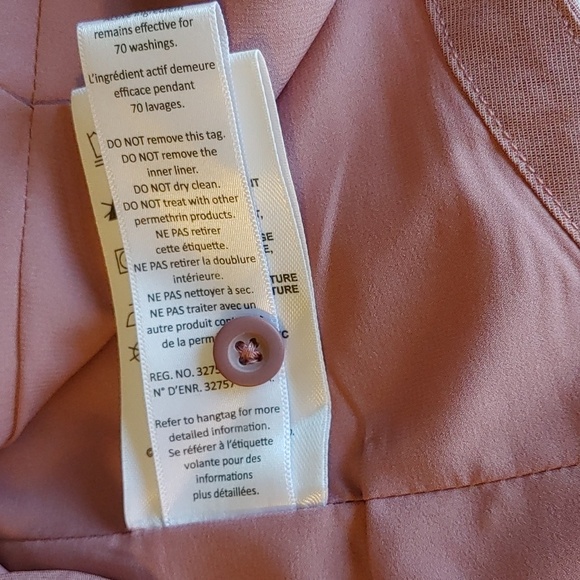 remains effective for
70 washings.
L'ingrédient actif demeure
efficace pendant
70 lavages.
DO NOT remove this tag.
DO NOT remove the
inner liner.
DO NOT dry clean.
DO NOT treat with other
permethrin products.
NE PAS retirer
cette étiquette.
NE PAS retirer la doublure
intérieure.
NE PAS nettoyer à sec.
NE PAS traiter avec un
autre produit
de la
REG. NO.
N° D'ENR.
Refer to hangtag for more
detailed information.
Se référer à l'étiquette
volante pour des
informations
plus détaillées.